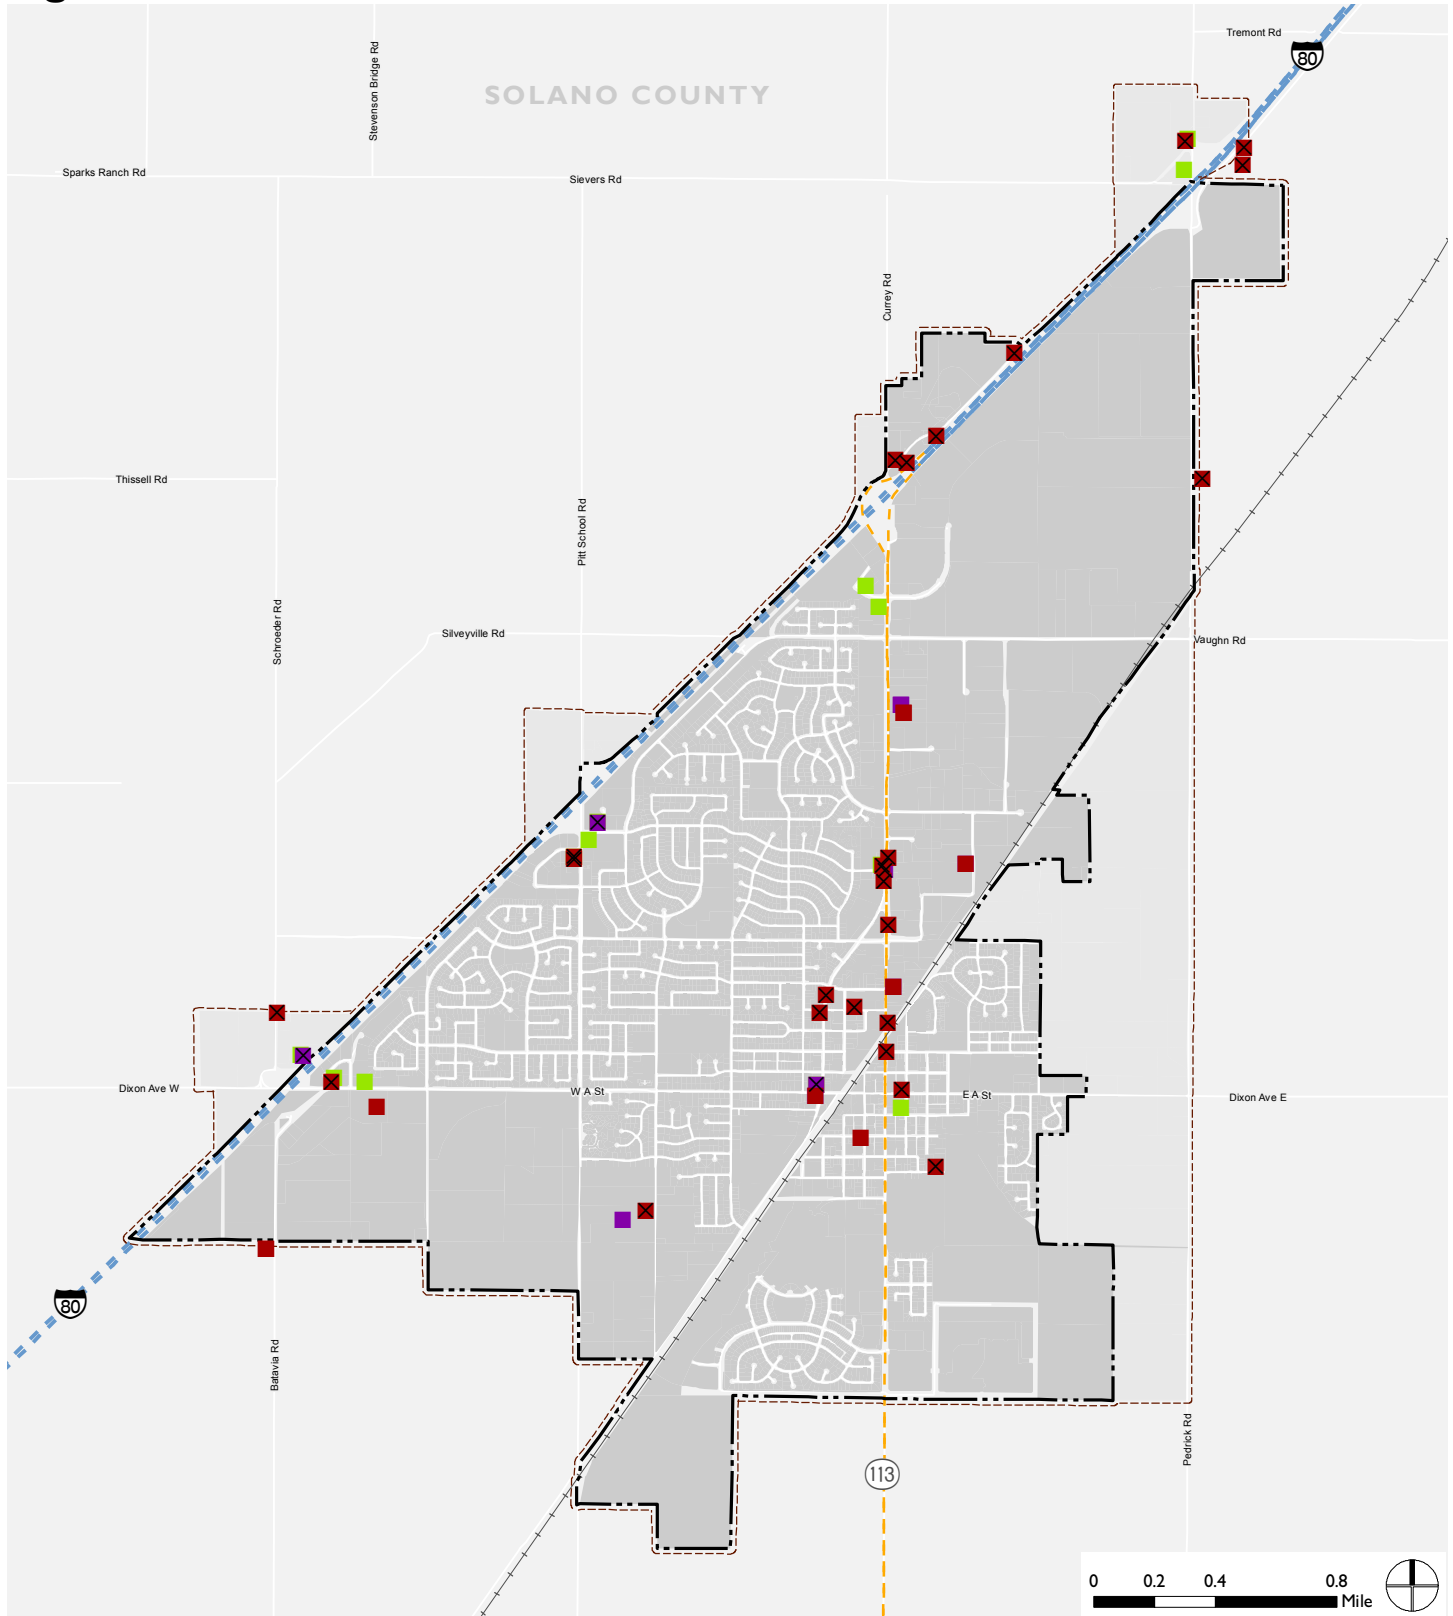 Tremont Rd
80
Stevenson Bridge Rd
SOLANO COUNTY
Sparks Ranch Rd
Sievers Rd
Currey Rd
Thissell Rd
Pitt School Rd
Schroeder Rd
Silveyville Rd
Vaughn Rd
Dixon Ave W
W A St
E A St
Dixon Ave E
80
Batavia Rd
Pedrick Rd
113
0 0.2 0.4 0.8
Mile